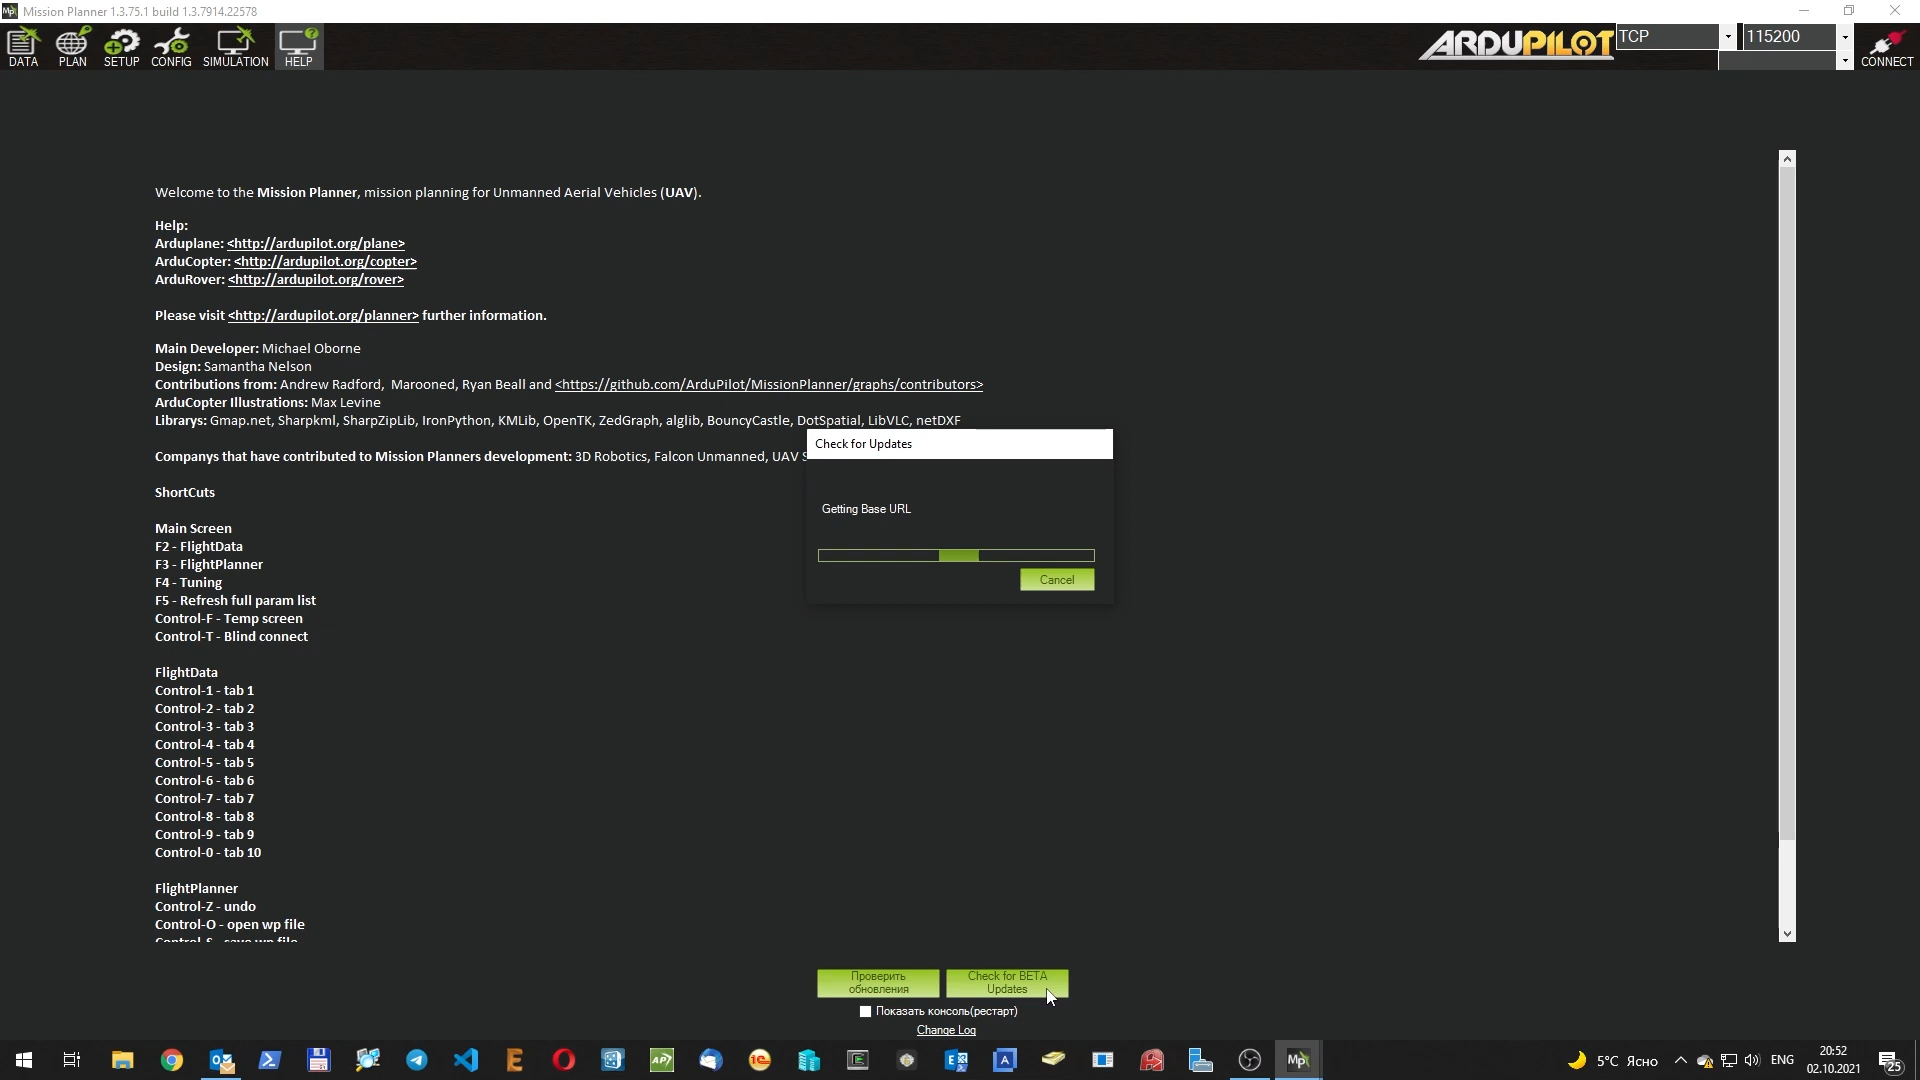 Mission Planner 1.3.75.1 build 1.3.7914.22578
DATA
PLAN
SETUP
CONFIG
SIMULATION
HELP
ARDUPILOT
TCP
115200
CONNECT
Welcome to the Mission Planner, mission planning for Unmanned Aerial Vehicles (UAV).
Help:
Arduplane: <http://ardupilot.org/plane>
ArduCopter: <http://ardupilot.org/copter>
ArduRover: <http://ardupilot.org/rover>
Please visit <http://ardupilot.org/planner> further information.
Main Developer: Michael Oborne
Design: Samantha Nelson
Contributions from: Andrew Radford,  Marooned, Ryan Beall and <https://github.com/ArduPilot/MissionPlanner/graphs/contributors>
ArduCopter Illustrations: Max Levine
Librarys: Gmap.net, Sharpkml, SharpZipLib, IronPython, KMLib, OpenTK, ZedGraph, alglib, BouncyCastle, DotSpatial, LibVLC, netDXF
Companys that have contributed to Mission Planners development: 3D Robotics, Falcon Unmanned, UAV S
Check for Updates
Getting Base URL
Cancel
ShortCuts
Main Screen
F2 - FlightData
F3 - FlightPlanner
F4 - Tuning
F5 - Refresh full param list
Control-F - Temp screen
Control-T - Blind connect
FlightData
Control-1 - tab 1
Control-2 - tab 2
Control-3 - tab 3
Control-4 - tab 4
Control-5 - tab 5
Control-6 - tab 6
Control-7 - tab 7
Control-8 - tab 8
Control-9 - tab 9
Control-0 - tab 10
FlightPlanner
Control-Z - undo
Control-O - open wp file
Control-S - save wp file
Проверить
обновления
Check for BETA
Updates
Показать консоль(рестарт)
Change Log
5°C Ясно
ENG
20:52
02.10.2021
25